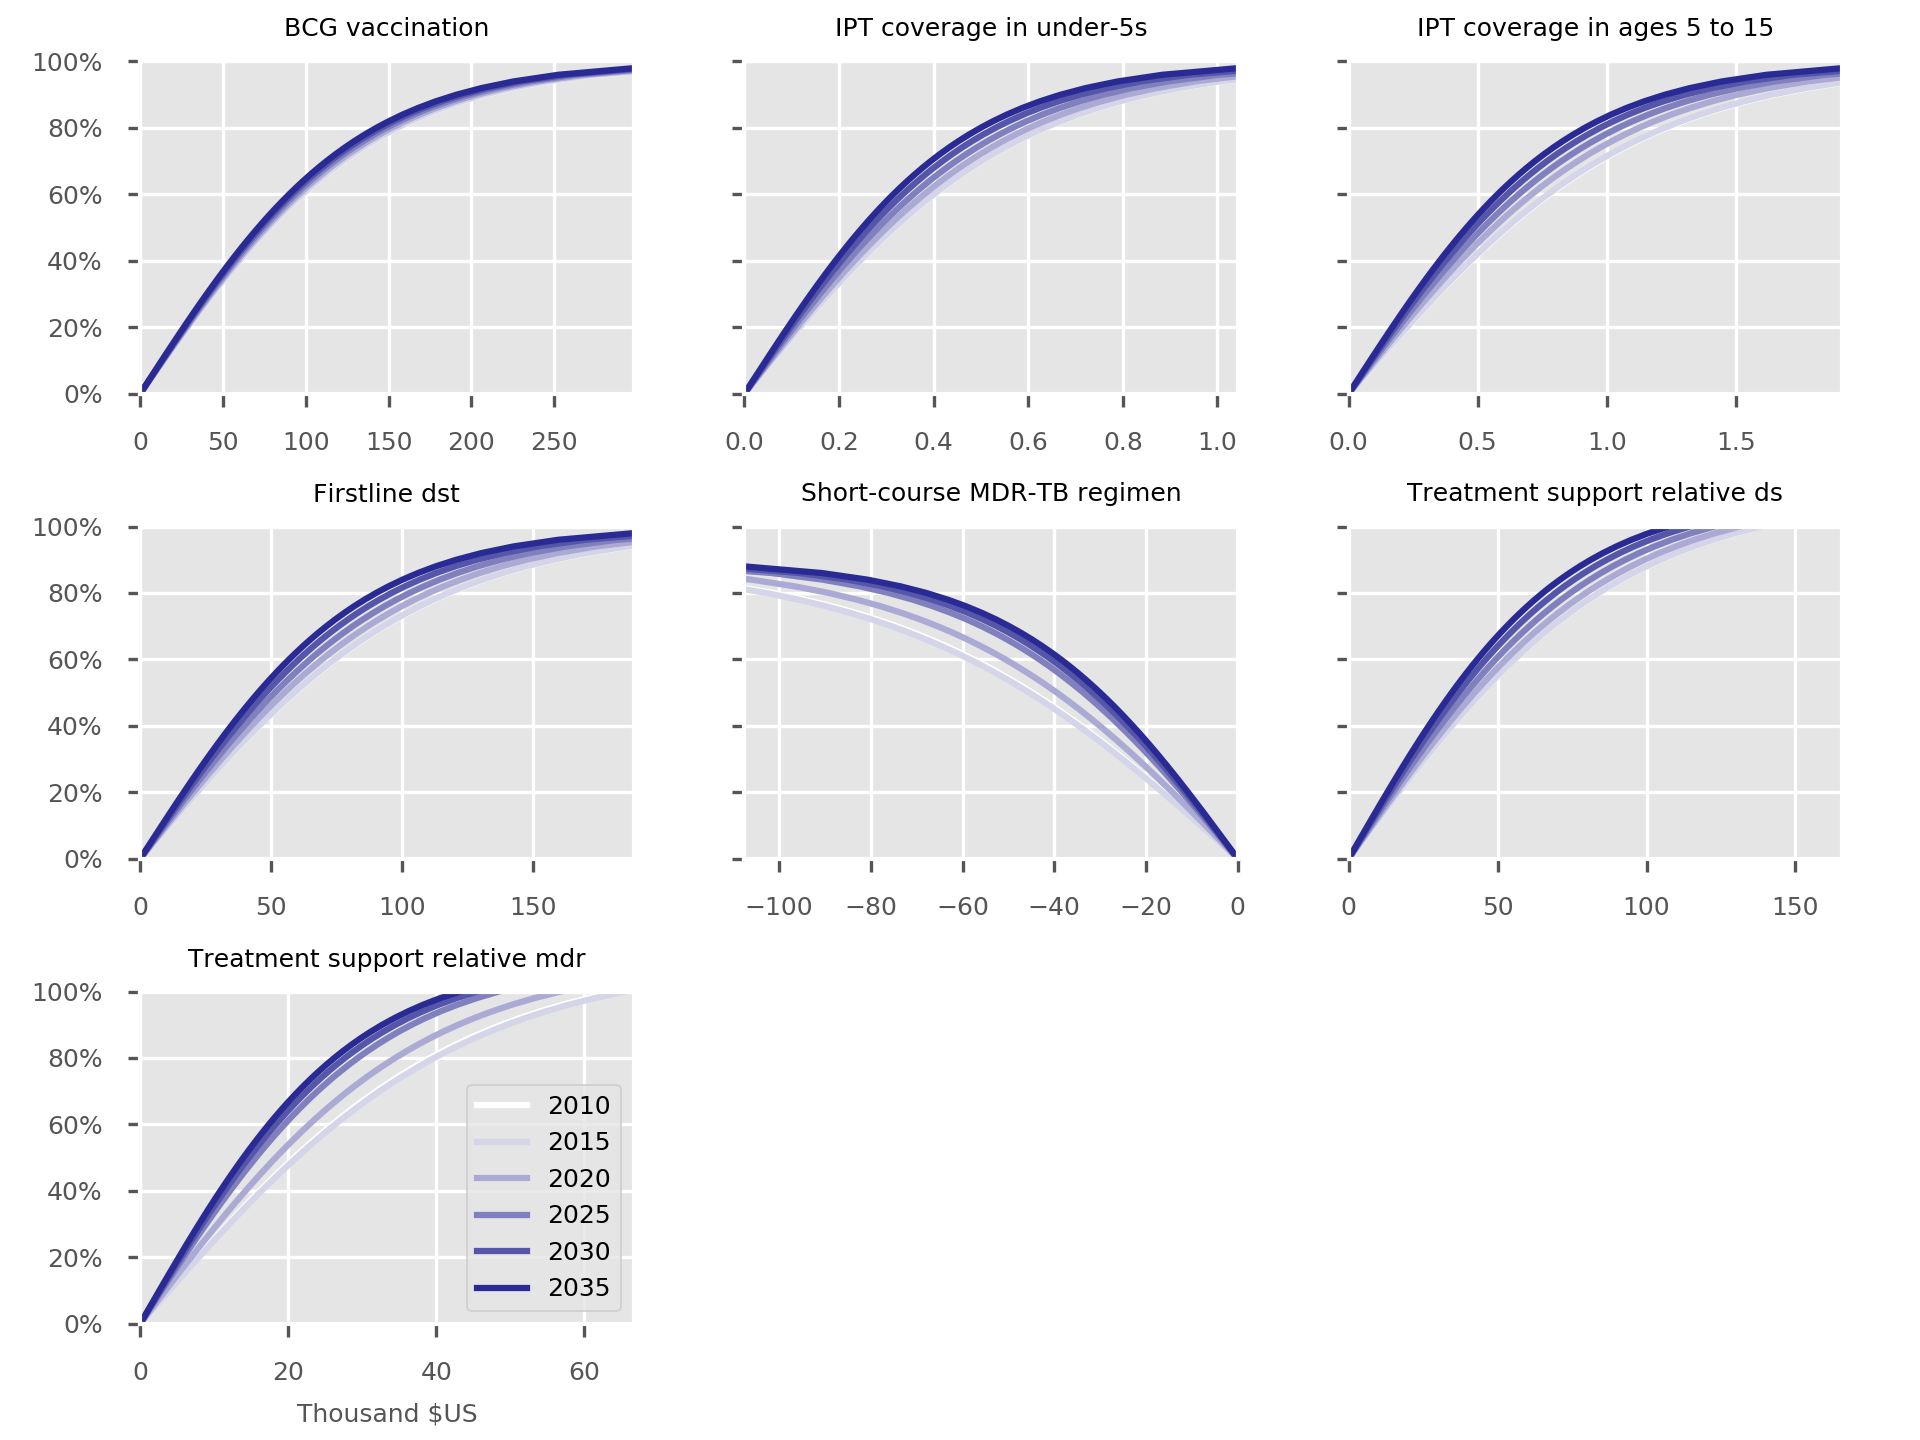 BCG vaccination
IPT coverage in under-5s
IPT coverage in ages 5 to 15
100%
80%
60%
40%
20%
0%
0 50 100 150 200 250
0.0 0.2 0.4 0.6 0.8 1.0
0.0 0.5 1.0 1.5
Firstline dst
Short-course MDR-TB regimen
Treatment support relative ds
100%
80%
60%
40%
20%
0%
0 50 100 150
−100 −80 −60 −40 −20 0
0 50 100 150
Treatment support relative mdr
100%
80%
60%
40%
20%
0%
2010
2015
2020
2025
2030
2035
0 20 40 60
Thousand $US